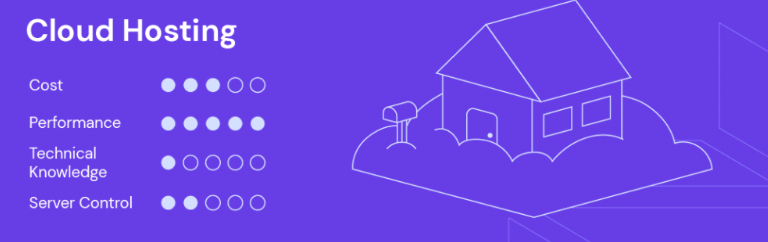 Cloud Hosting
Cost
Performance
Technical
Knowledge
Server Control